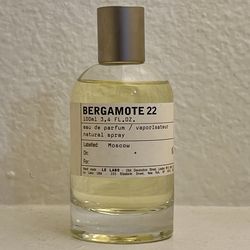 BERGAMOTE 22
100ml 3.4 FL.OZ.
eau de parfum / vaporisateur
natural spray
Labelled Moscow
On:
For:
LE LABO